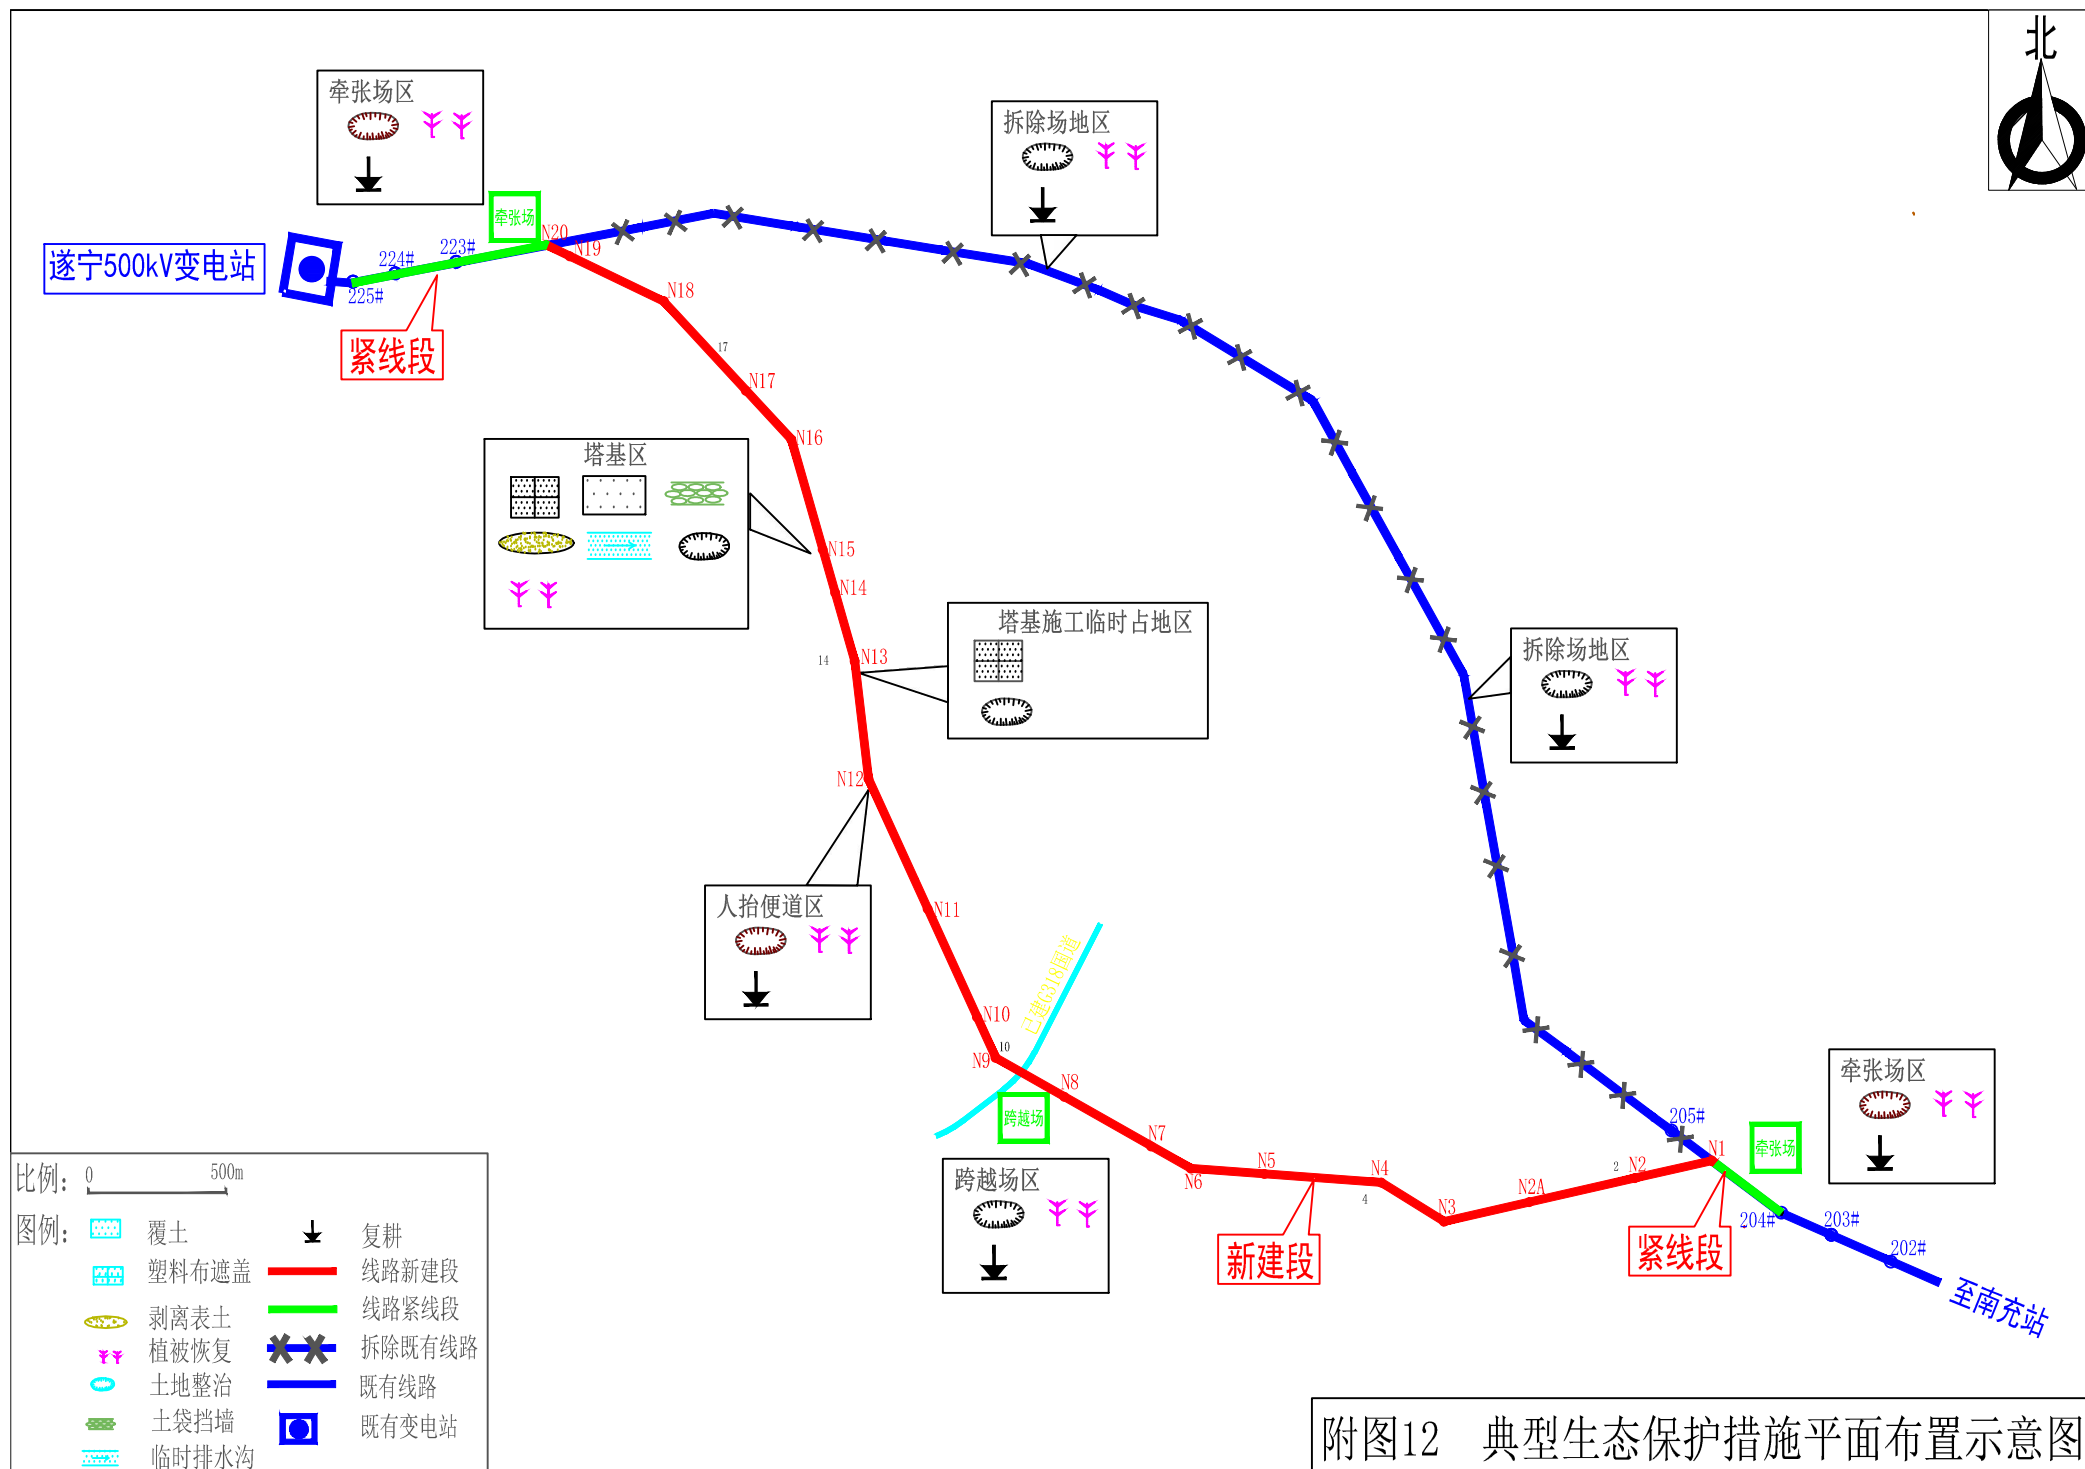 北
牵张场区
拆除场地区
牵张场
N20
N19
遂宁500kV变电站
225#
224#
223#
紧线段
N18
17
N17
N16
塔基区
N15
N14
塔基施工临时占地区
14
N13
拆除场地区
N12
人抬便道区
N11
已建G318国道
N10
10
N9
N8
跨越场
跨越场区
N7
N6
N5
N4
4
N3
N2A
2
N2
N1
205#
牵张场
牵张场区
新建段
紧线段
204#
203#
202#
至南充站
比例：
0
500m
图例：
覆土
复耕
塑料布遮盖
线路新建段
剥离表土
线路紧线段
植被恢复
拆除既有线路
土地整治
既有线路
土袋挡墙
既有变电站
临时排水沟
附图12 典型生态保护措施平面布置示意图